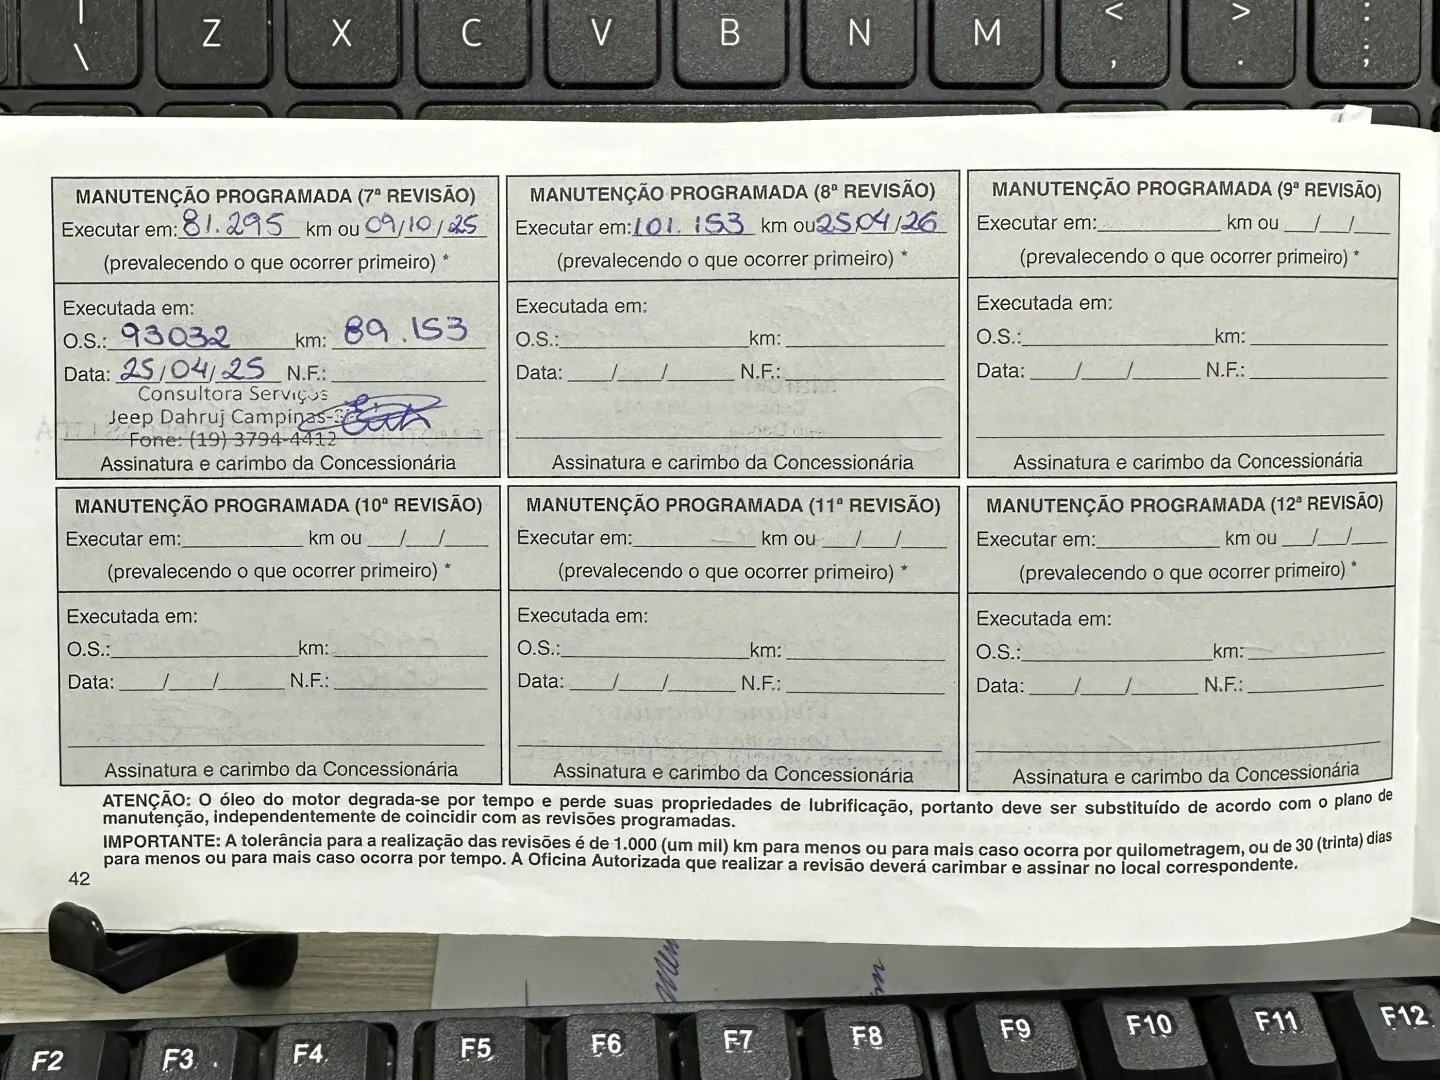 \ Z X C V B N M < , > . : ;
MANUTENÇÃO PROGRAMADA (7ª REVISÃO)
Executar em: 81.295 km ou 09/10/25
(prevalecendo o que ocorrer primeiro) *
Executada em:
O.S.: 93032 km: 89.153
Data: 25/04/25 N.F.:
Consultora Serviços
Jeep Dahruj Campinas-
Fone: (19) 3794-4412
Assinatura e carimbo da Concessionária
MANUTENÇÃO PROGRAMADA (8ª REVISÃO)
Executar em: 101.153 km ou 25/04/26
(prevalecendo o que ocorrer primeiro) *
Executada em:
O.S.: km:
Data: / / N.F.:
Assinatura e carimbo da Concessionária
MANUTENÇÃO PROGRAMADA (9ª REVISÃO)
Executar em: km ou / /
(prevalecendo o que ocorrer primeiro) *
Executada em:
O.S.: km:
Data: / / N.F.:
Assinatura e carimbo da Concessionária
MANUTENÇÃO PROGRAMADA (10ª REVISÃO)
Executar em: km ou / /
(prevalecendo o que ocorrer primeiro) *
Executada em:
O.S.: km:
Data: / / N.F.:
Assinatura e carimbo da Concessionária
MANUTENÇÃO PROGRAMADA (11ª REVISÃO)
Executar em: km ou / /
(prevalecendo o que ocorrer primeiro) *
Executada em:
O.S.: km:
Data: / / N.F.:
Assinatura e carimbo da Concessionária
MANUTENÇÃO PROGRAMADA (12ª REVISÃO)
Executar em: km ou / /
(prevalecendo o que ocorrer primeiro) *
Executada em:
O.S.: km:
Data: / / N.F.:
Assinatura e carimbo da Concessionária
ATENÇÃO: O óleo do motor degrada-se por tempo e perde suas propriedades de lubrificação, portanto deve ser substituído de acordo com o plano de
manutenção, independentemente de coincidir com as revisões programadas.
IMPORTANTE: A tolerância para a realização das revisões é de 1.000 (um mil) km para menos ou para mais caso ocorra por quilometragem, ou de 30 (trinta) dias
para menos ou para mais caso ocorra por tempo. A Oficina Autorizada que realizar a revisão deverá carimbar e assinar no local correspondente.
42
F2 F3 F4 F5 F6 F7 F8 F9 F10 F11 F12